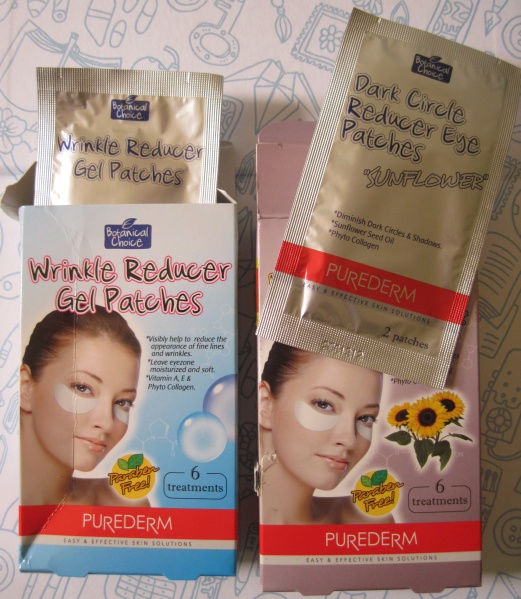 Botanical
Choice
Wrinkle Reducer
Gel Patches
Botanical
Choice
Wrinkle Reducer
Gel Patches
*Visibly help to reduce the
appearance of fine lines
and wrinkles.
*Leave eyezone
moisturized and soft.
*Vitamin A, E &
Phyto Collagen.
Paraben
Free!
6
treatments
PUREDERM
EASY & EFFECTIVE SKIN SOLUTIONS
Botanical
Choice
Dark Circle
Reducer Eye
Patches
"SUNFLOWER"
*Diminish Dark Circles & Shadows.
*Sunflower Seed Oil
*Phyto Collagen
PUREDERM
EASY & EFFECTIVE SKIN SOLUTIONS
2 patches
*Phyto
Paraben
Free!
6
treatments
PUREDERM
EASY & EFFECTIVE SKIN SOLUTIONS